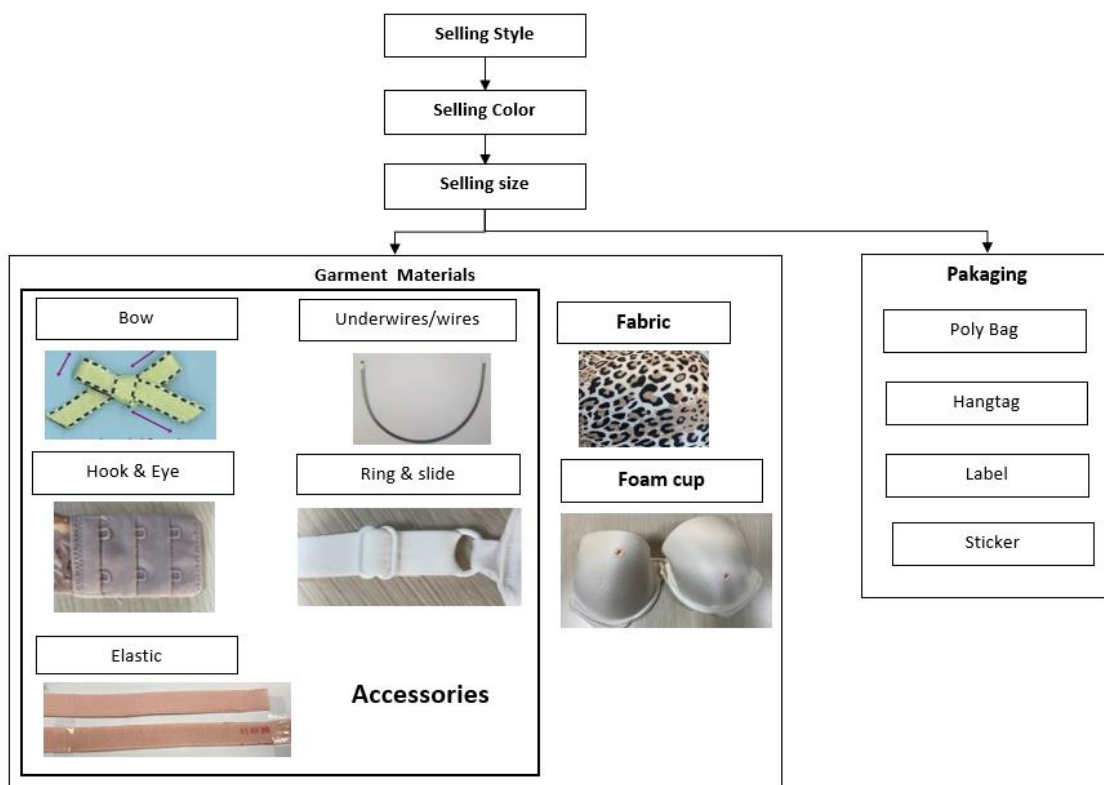 Selling Style
Selling Color
Selling size
Garment Materials
Pakaging
Bow
Underwires/wires
Fabric
Poly Bag
Hangtag
Hook & Eye
Ring & slide
Foam cup
Label
Sticker
Elastic
Accessories